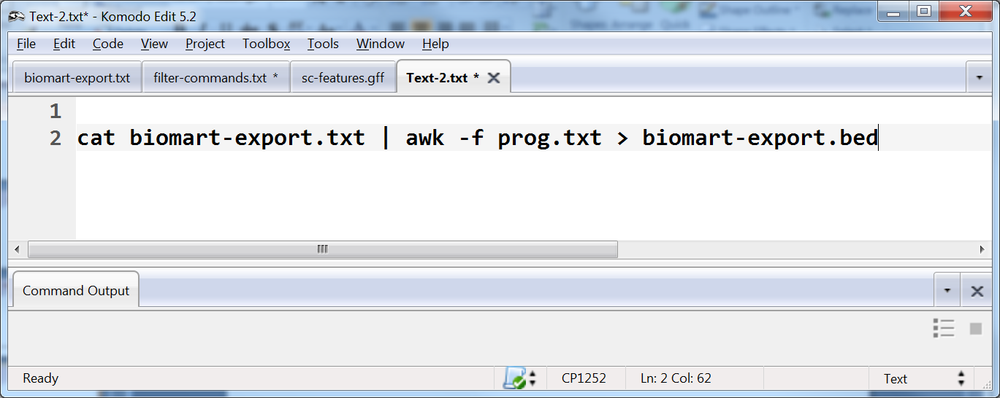 Text-2.txt* - Komodo Edit 5.2
File Edit Code View Project Toolbox Tools Window Help
biomart-export.txt filter-commands.txt * sc-features.gff Text-2.txt *
1
2 cat biomart-export.txt | awk -f prog.txt > biomart-export.bed
Command Output
Ready CP1252 Ln: 2 Col: 62 Text